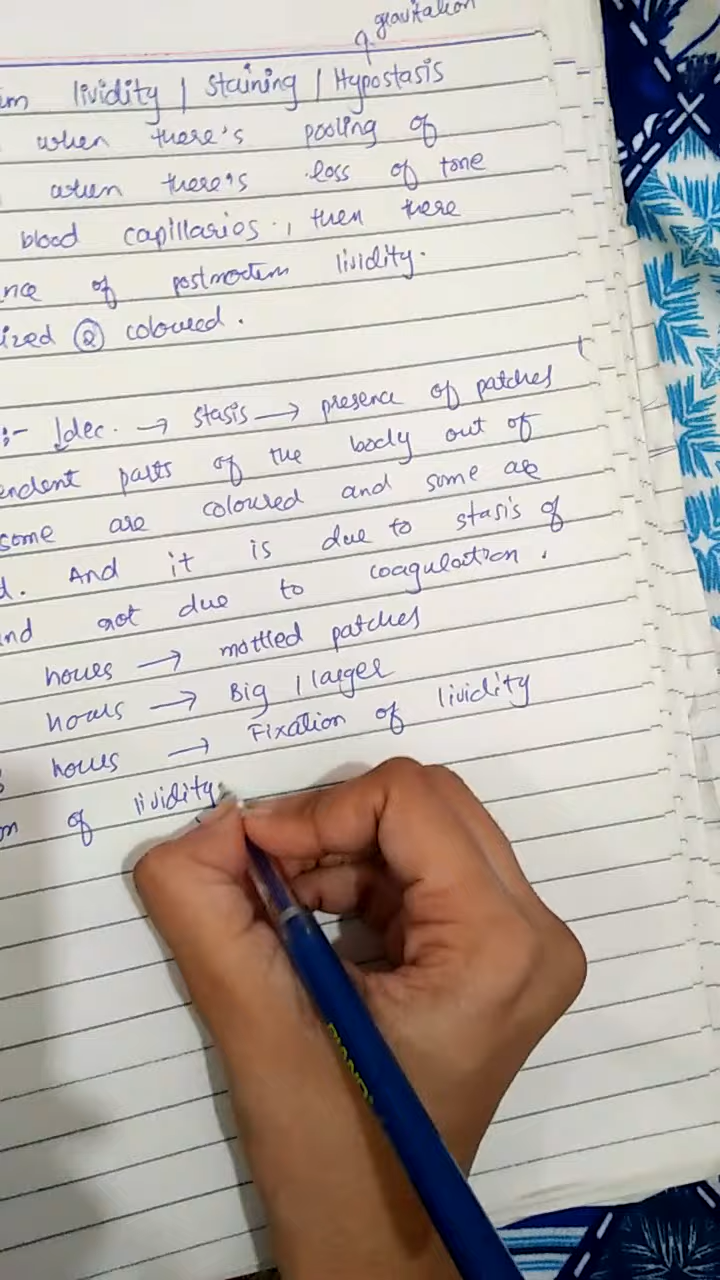 gravitation
lividity / Staining / Hypostasis
when there's pooling of
when there's loss of tone
blood capillaries, then there
of postmortem lividity.
② coloured.
:- ↓dec. → stasis → presence of patches
parts of the body out of
some are coloured and some are
And it is due to stasis of
not due to coagulation.
hours → mottled patches
hours → Big / larger
hours → Fixation of lividity
of lividity